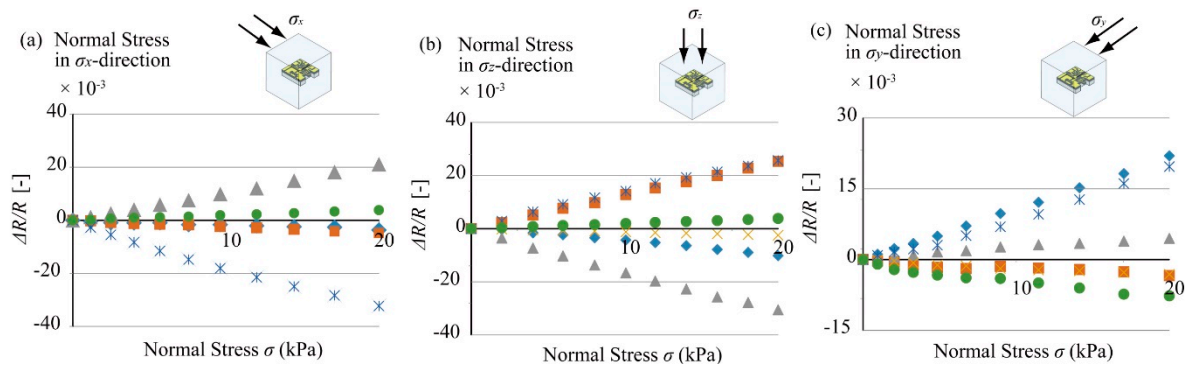 (a) Normal Stress
in σx-direction
× 10⁻³
σx
40
20
0
-20
-40
10
20
ΔR/R [-]
Normal Stress σ (kPa)
(b) Normal Stress
in σz-direction
× 10⁻³
σz
40
20
0
-20
-40
10
20
ΔR/R [-]
Normal Stress σ (kPa)
(c) Normal Stress
in σy-direction
× 10⁻³
σy
30
15
0
-15
10
20
ΔR/R [-]
Normal Stress σ (kPa)